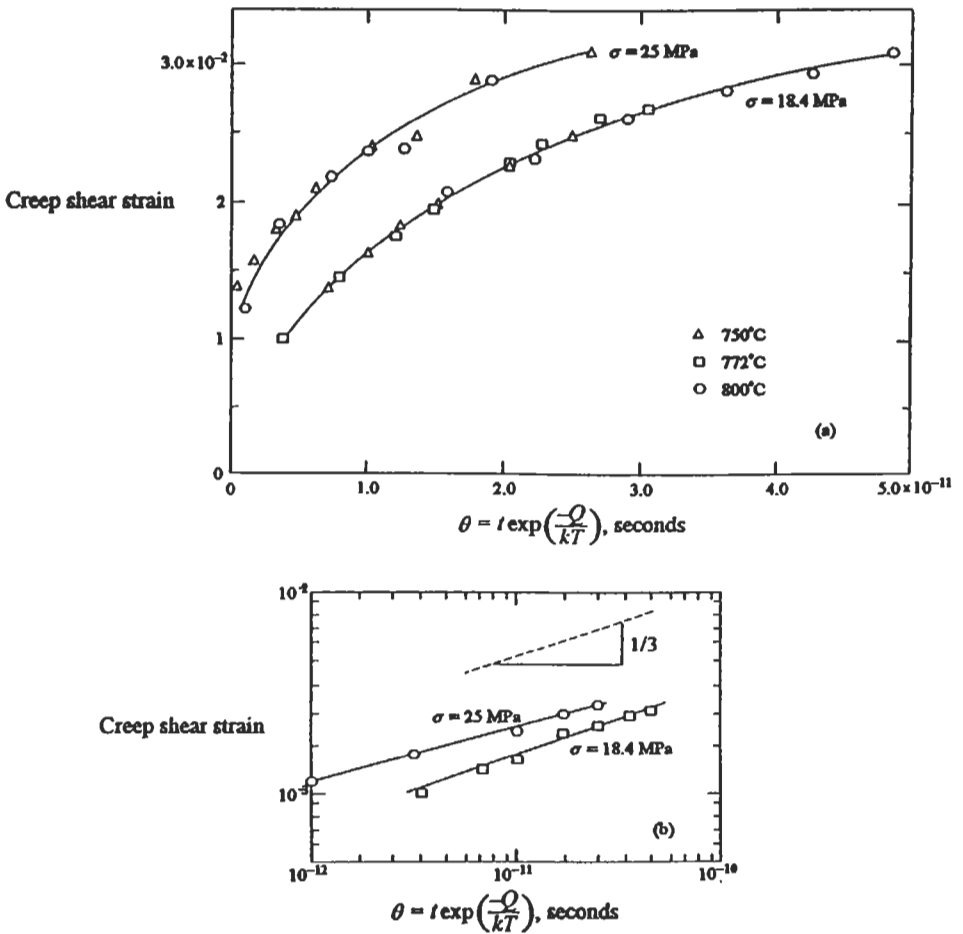 3.0×10⁻²
σ = 25 MPa
σ = 18.4 MPa
Creep shear strain
2
1
△ 750°C
□ 772°C
○ 800°C
(a)
0
0 1.0 2.0 3.0 4.0 5.0×10⁻¹¹
θ = t exp(-Q/kT), seconds
10⁻²
1/3
Creep shear strain
σ = 25 MPa
σ = 18.4 MPa
10⁻³
(b)
10⁻¹² 10⁻¹¹ 10⁻¹⁰
θ = t exp(-Q/kT), seconds